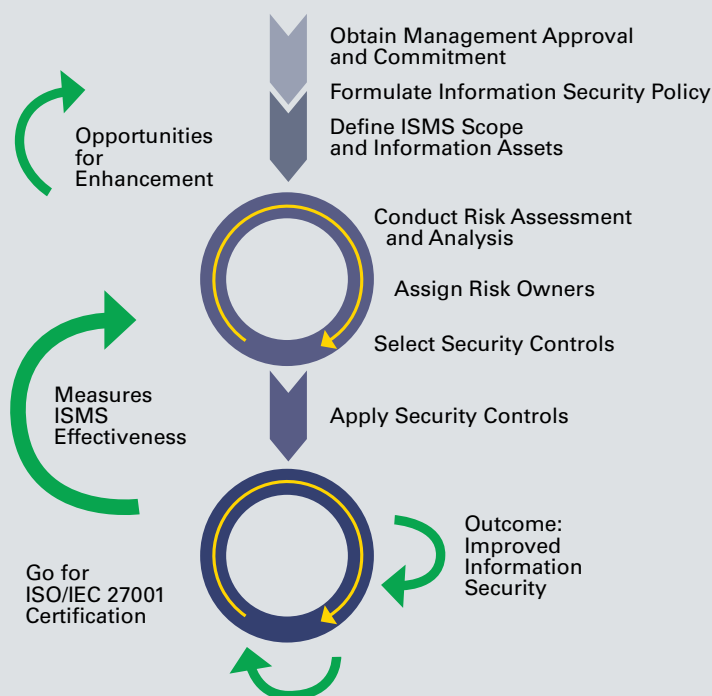 Obtain Management Approval
and Commitment
Formulate Information Security Policy
Define ISMS Scope
and Information Assets
Opportunities
for
Enhancement
Conduct Risk Assessment
and Analysis
Assign Risk Owners
Select Security Controls
Measures
ISMS
Effectiveness
Apply Security Controls
Outcome:
Improved
Information
Security
Go for
ISO/IEC 27001
Certification